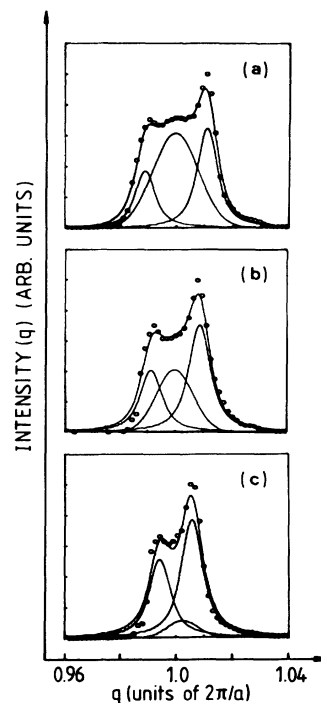 (a)
(b)
(c)
INTENSITY (q) (ARB. UNITS)
0.96 1.0 1.04
q (units of 2π/a)